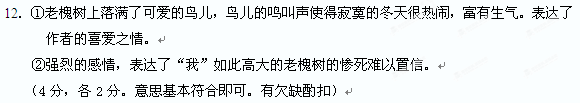 12. ①老槐树上落满了可爱的鸟儿，鸟儿的鸣叫声使得寂寞的冬天很热闹，富有生气。表达了
作者的喜爱之情。
②强烈的感情，表达了“我”如此高大的老槐树的惨死难以置信。
（4 分，各 2 分。意思基本符合即可。有欠缺酌扣）